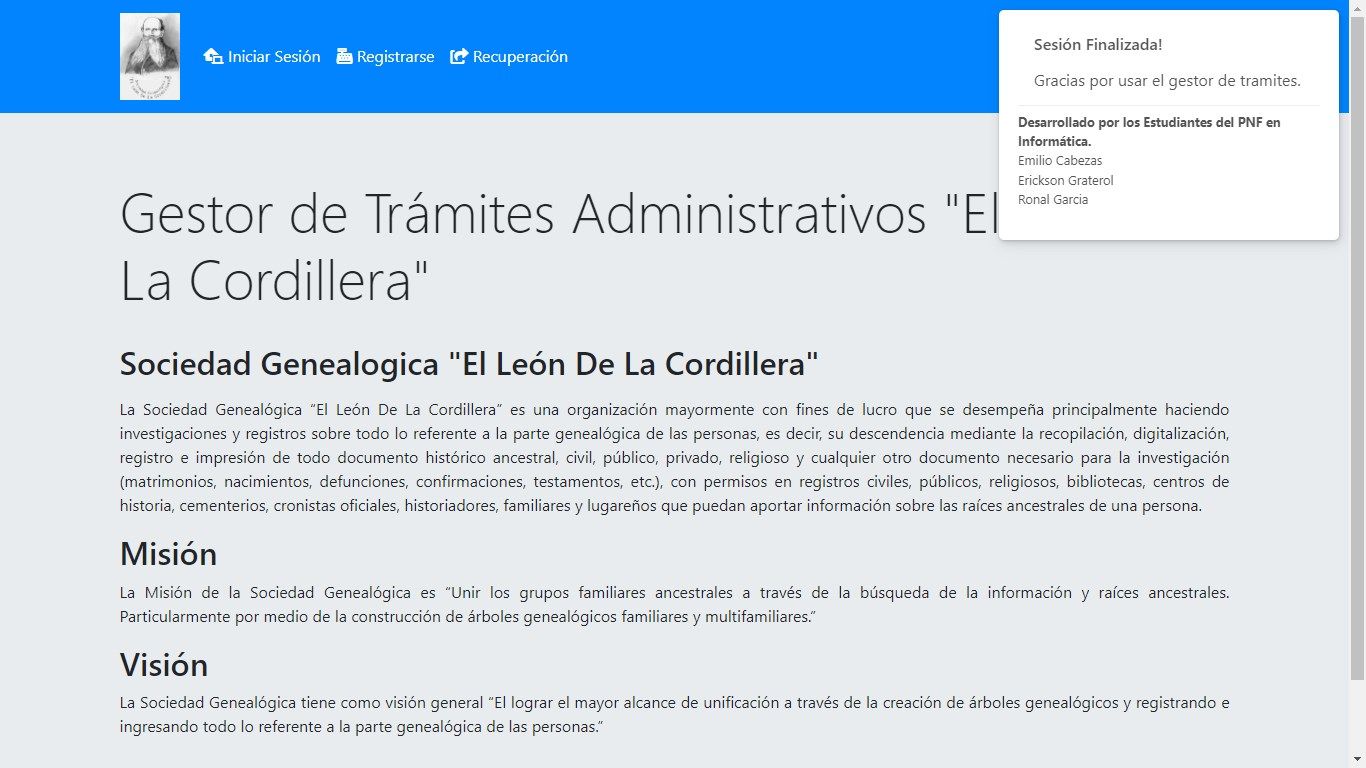 Iniciar Sesión
Registrarse
Recuperación
Sesión Finalizada!
Gracias por usar el gestor de tramites.
Desarrollado por los Estudiantes del PNF en
Informática.
Emilio Cabezas
Erickson Graterol
Ronal Garcia
Gestor de Trámites Administrativos "El
La Cordillera"
Sociedad Genealogica "El León De La Cordillera"
La Sociedad Genealógica “El León De La Cordillera” es una organización mayormente con fines de lucro que se desempeña principalmente haciendo
investigaciones y registros sobre todo lo referente a la parte genealógica de las personas, es decir, su descendencia mediante la recopilación, digitalización,
registro e impresión de todo documento histórico ancestral, civil, público, privado, religioso y cualquier otro documento necesario para la investigación
(matrimonios, nacimientos, defunciones, confirmaciones, testamentos, etc.), con permisos en registros civiles, públicos, religiosos, bibliotecas, centros de
historia, cementerios, cronistas oficiales, historiadores, familiares y lugareños que puedan aportar información sobre las raíces ancestrales de una persona.
Misión
La Misión de la Sociedad Genealógica es “Unir los grupos familiares ancestrales a través de la búsqueda de la información y raíces ancestrales.
Particularmente por medio de la construcción de árboles genealógicos familiares y multifamiliares.”
Visión
La Sociedad Genealógica tiene como visión general “El lograr el mayor alcance de unificación a través de la creación de árboles genealógicos y registrando e
ingresando todo lo referente a la parte genealógica de las personas.”